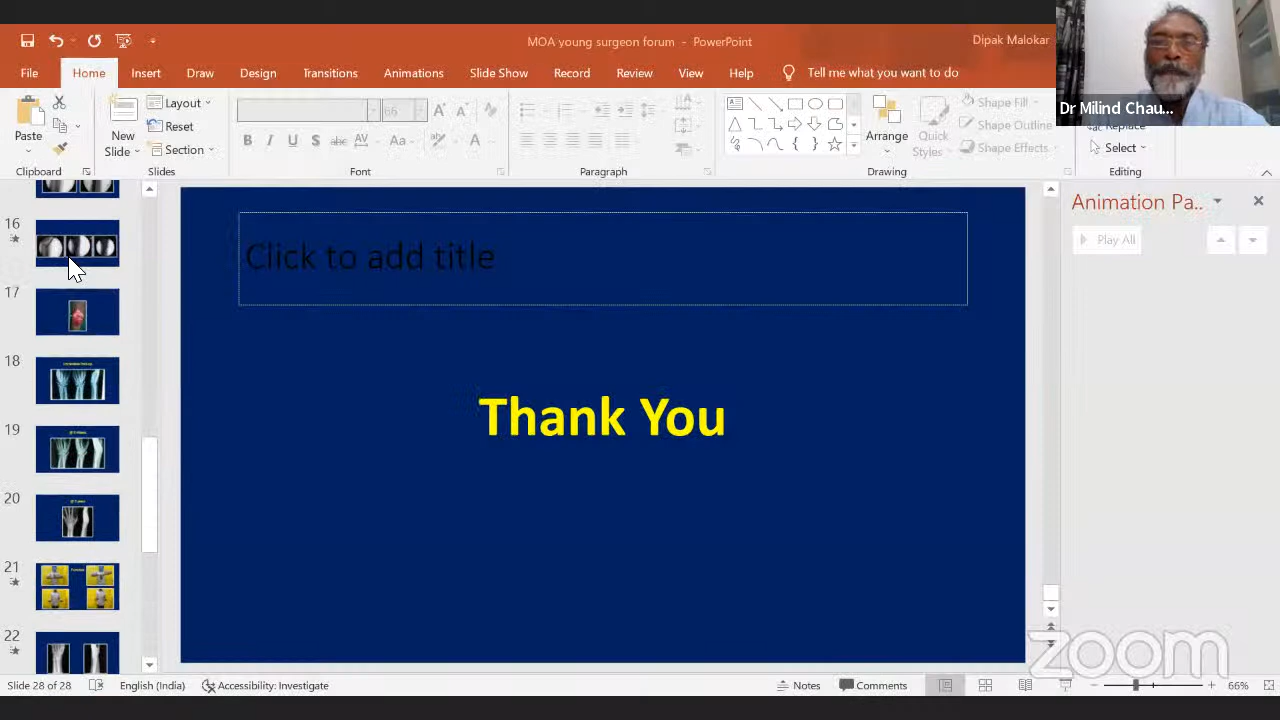 MOA young surgeon forum - PowerPoint
Dipak Malokar
File Home Insert Draw Design Transitions Animations Slide Show Record Review View Help Tell me what you want to do
Dr Milind Chau...
Paste
New Slide
Layout
Reset
Section
66
B I U S abc AV Aa A
Arrange
Quick Styles
Shape Fill
Shape Outline
Shape Effects
Replace
Select
Clipboard Slides Font Paragraph Drawing Editing
16
17
18
19
20
21
22
Click to add title
Thank You
Animation Pa..
Play All
zoom
Slide 28 of 28 English (India) Accessibility: Investigate Notes Comments 66%